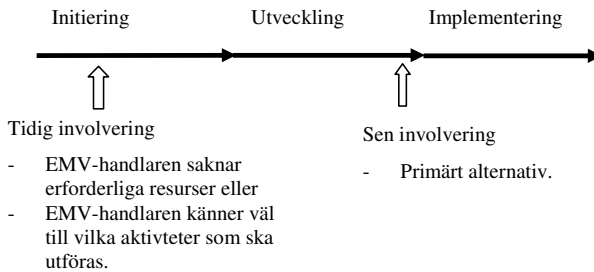 Initiering Utveckling Implementering
Tidig involvering
- EMV-handlaren saknar
erforderliga resurser eller
- EMV-handlaren känner väl
till vilka aktivteter som ska
utföras.
Sen involvering
- Primärt alternativ.